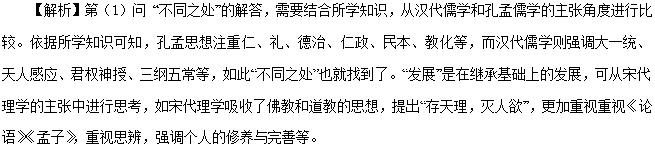 【解析】第（1）问 “不同之处”的解答，需要结合所学知识，从汉代儒学和孔孟儒学的主张角度进行比
较。依据所学知识可知，孔孟思想注重仁、礼、德治、仁政、民本、教化等，而汉代儒学则强调大一统、
天人感应、君权神授、三纲五常等，如此“不同之处”也就找到了。“发展”是在继承基础上的发展，可从宋代
理学的主张中进行思考，如宋代理学吸收了佛教和道教的思想，提出“存天理，灭人欲”，更加重视重视《论
语》《孟子》，重视思辨，强调个人的修养与完善等。